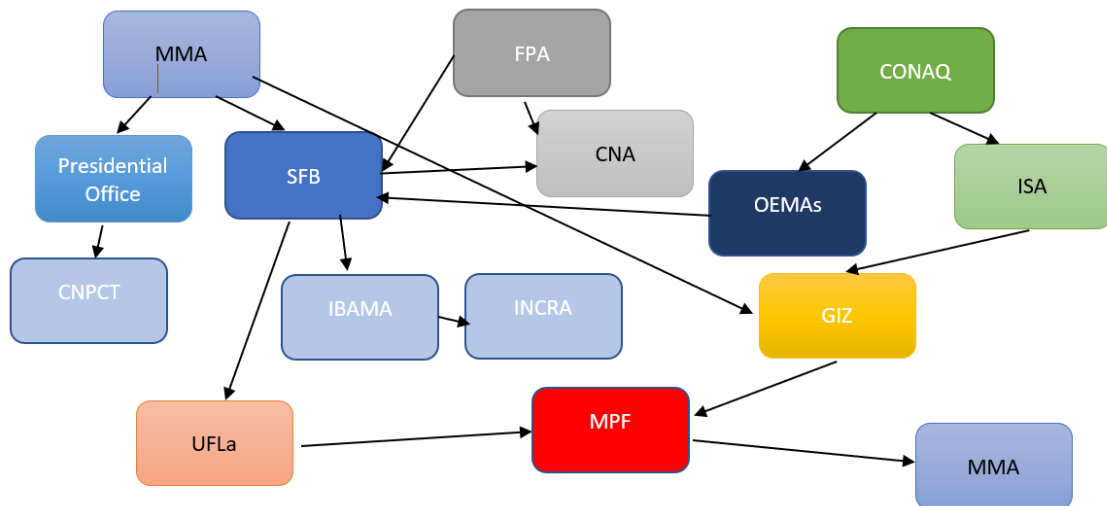 MMA
FPA
CONAQ
Presidential
Office
SFB
CNA
OEMAs
ISA
CNPCT
IBAMA
INCRA
GIZ
UFLa
MPF
MMA